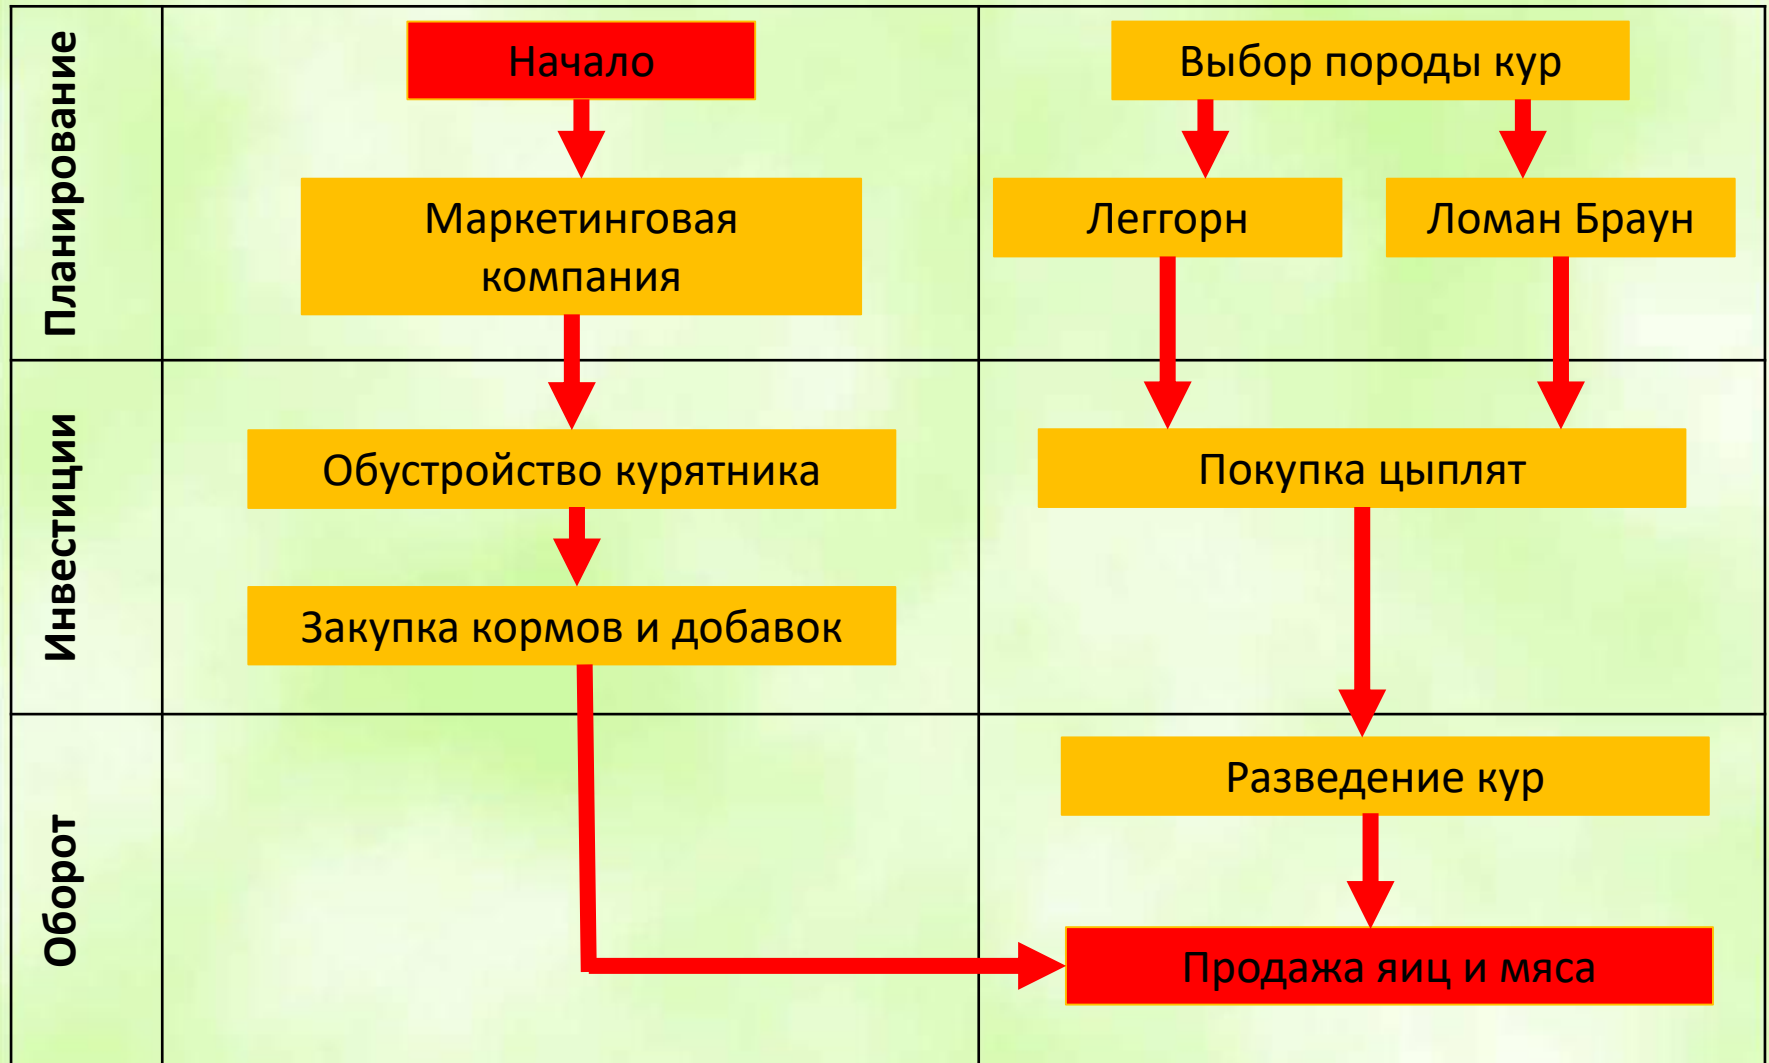 Планирование
Начало
Выбор породы кур
Маркетинговая
компания
Леггорн
Ломан Браун
Инвестиции
Обустройство курятника
Покупка цыплят
Закупка кормов и добавок
Оборот
Разведение кур
Продажа яиц и мяса